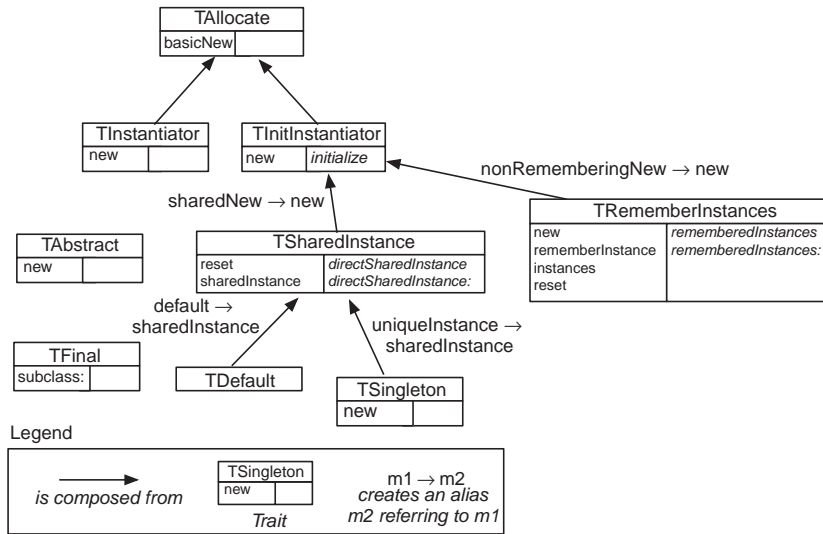 TAllocate
basicNew
TInstantiator
new
TInitInstantiator
new initialize
nonRememberingNew → new
sharedNew → new
TRememberInstances
new rememberedInstances
rememberInstance rememberedInstances:
instances
reset
TAbstract
new
TSharedInstance
reset directSharedInstance
sharedInstance directSharedInstance:
default →
sharedInstance
uniqueInstance →
sharedInstance
TFinal
subclass:
TDefault
TSingleton
new
Legend
is composed from
TSingleton
new
Trait
m1 → m2
creates an alias
m2 referring to m1